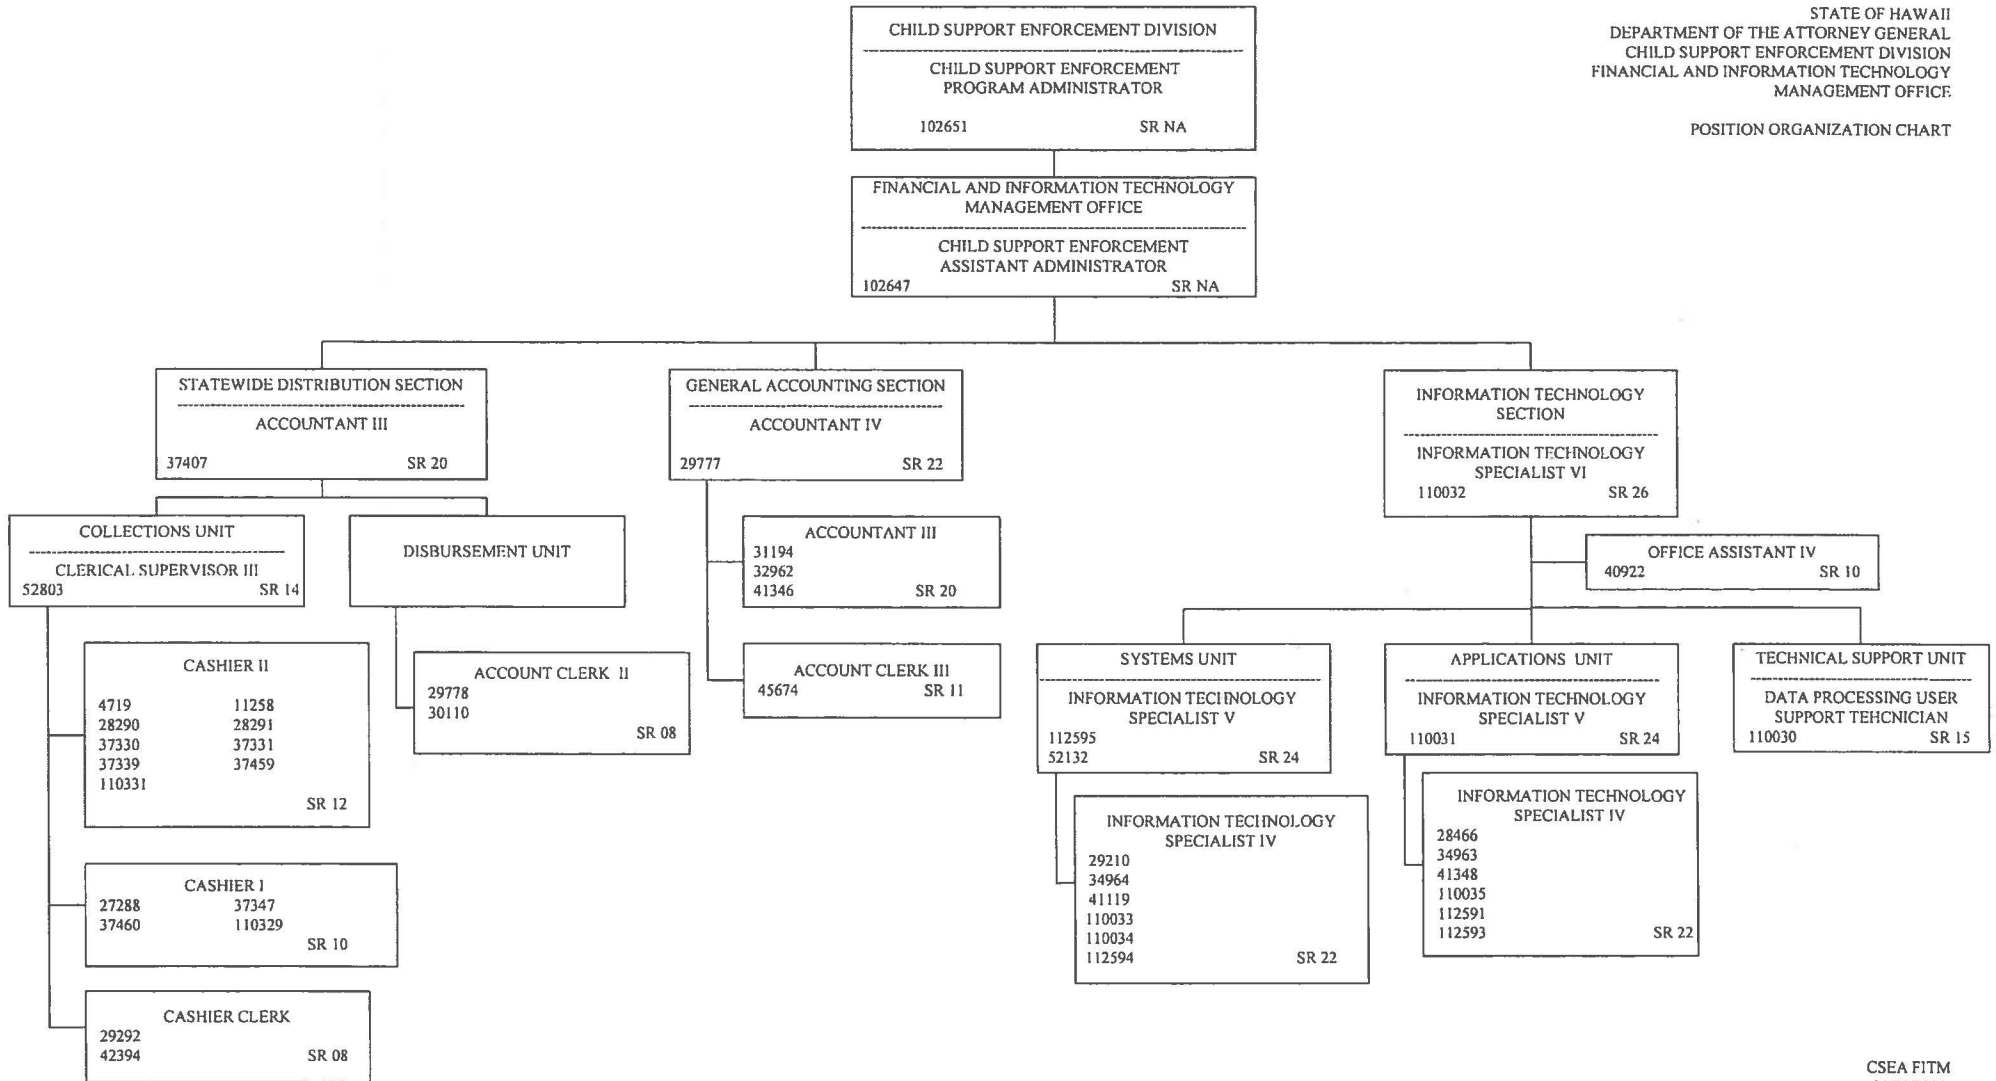 STATE OF HAWAII
DEPARTMENT OF THE ATTORNEY GENERAL
CHILD SUPPORT ENFORCEMENT DIVISION
FINANCIAL AND INFORMATION TECHNOLOGY
MANAGEMENT OFFICE
POSITION ORGANIZATION CHART
CHILD SUPPORT ENFORCEMENT DIVISION
CHILD SUPPORT ENFORCEMENT
PROGRAM ADMINISTRATOR
102651 SR NA
FINANCIAL AND INFORMATION TECHNOLOGY
MANAGEMENT OFFICE
CHILD SUPPORT ENFORCEMENT
ASSISTANT ADMINISTRATOR
102647 SR NA
STATEWIDE DISTRIBUTION SECTION
ACCOUNTANT III
37407 SR 20
COLLECTIONS UNIT
CLERICAL SUPERVISOR III
52803 SR 14
CASHIER II
4719 11258
28290 28291
37330 37331
37339 37459
110331
SR 12
CASHIER I
27288 37347
37460 110329
SR 10
CASHIER CLERK
29292
42394 SR 08
DISBURSEMENT UNIT
ACCOUNT CLERK II
29778
30110
SR 08
GENERAL ACCOUNTING SECTION
ACCOUNTANT IV
29777 SR 22
ACCOUNTANT III
31194
32962
41346 SR 20
ACCOUNT CLERK III
45674 SR 11
INFORMATION TECHNOLOGY
SECTION
INFORMATION TECHNOLOGY
SPECIALIST VI
110032 SR 26
OFFICE ASSISTANT IV
40922 SR 10
SYSTEMS UNIT
INFORMATION TECHNOLOGY
SPECIALIST V
112595
52132 SR 24
INFORMATION TECHNOLOGY
SPECIALIST IV
29210
34964
41119
110033
110034
112594 SR 22
APPLICATIONS UNIT
INFORMATION TECHNOLOGY
SPECIALIST V
110031 SR 24
INFORMATION TECHNOLOGY
SPECIALIST IV
28466
34963
41348
110035
112591
112593 SR 22
TECHNICAL SUPPORT UNIT
DATA PROCESSING USER
SUPPORT TEHCNICIAN
110030 SR 15
CSEA FITM